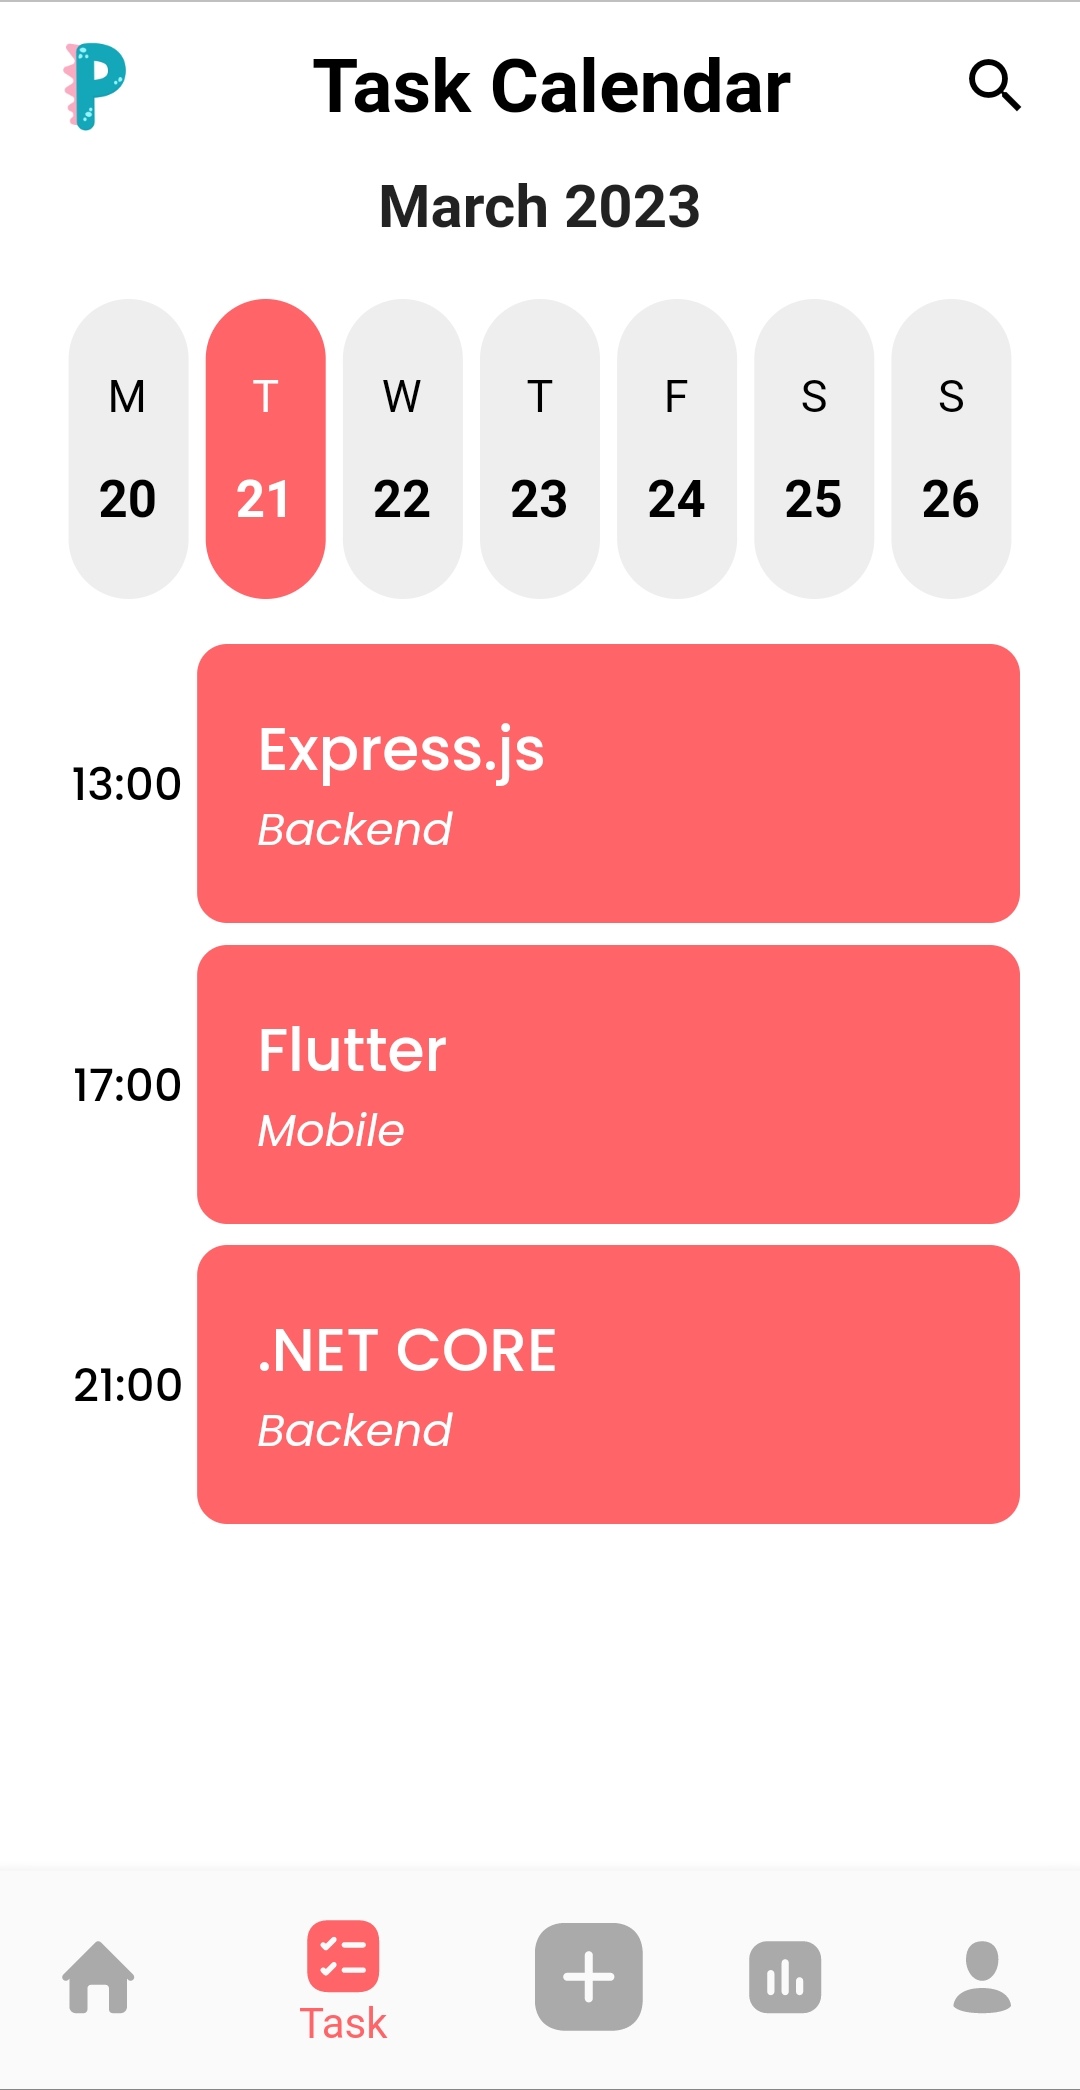 P
Task Calendar
March 2023
M T W T F S S
20 21 22 23 24 25 26
13:00
Express.js
Backend
17:00
Flutter
Mobile
21:00
.NET CORE
Backend
Task